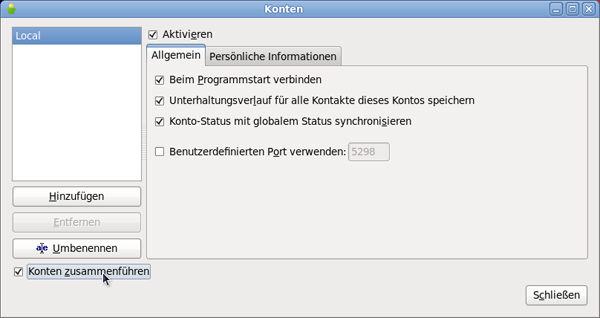 Konten
Local
Aktivieren
Allgemein
Persönliche Informationen
Beim Programmstart verbinden
Unterhaltungsverlauf für alle Kontakte dieses Kontos speichern
Konto-Status mit globalem Status synchronisieren
Benutzerdefinierten Port verwenden: 5298
Hinzufügen
Entfernen
Umbenennen
Konten zusammenführen
Schließen